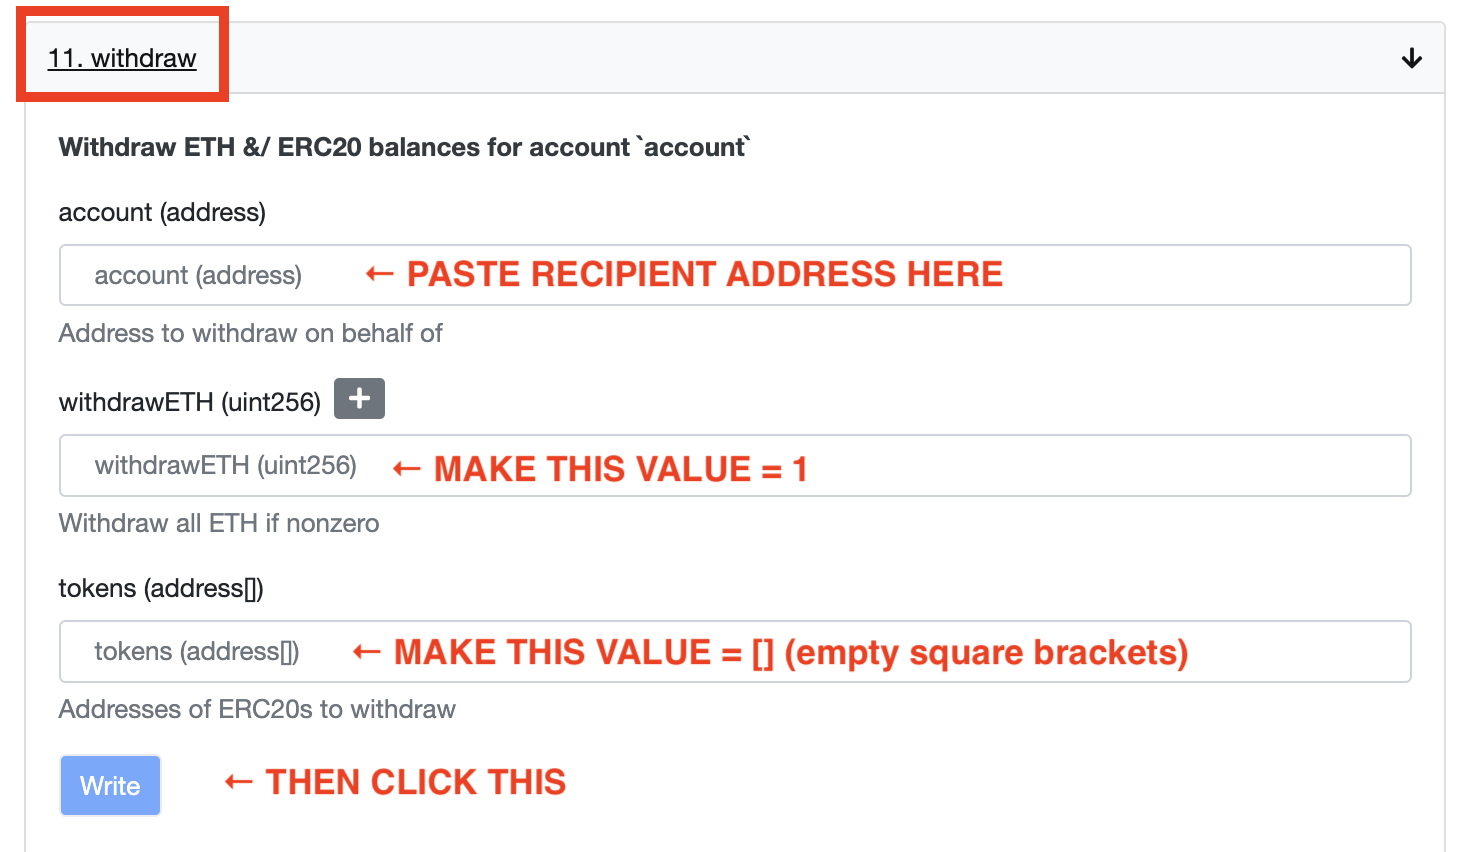 11. withdraw ↓
Withdraw ETH &/ ERC20 balances for account `account`
account (address)
account (address) ← PASTE RECIPIENT ADDRESS HERE
Address to withdraw on behalf of
withdrawETH (uint256) +
withdrawETH (uint256) ← MAKE THIS VALUE = 1
Withdraw all ETH if nonzero
tokens (address[])
tokens (address[]) ← MAKE THIS VALUE = [] (empty square brackets)
Addresses of ERC20s to withdraw
Write ← THEN CLICK THIS